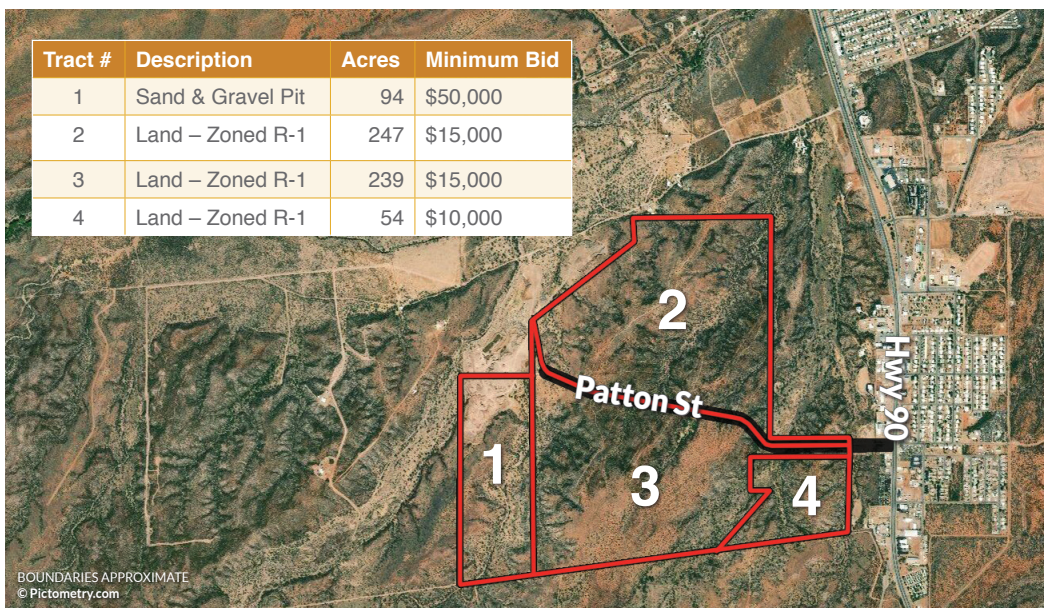 Tract # Description Acres Minimum Bid
1 Sand & Gravel Pit 94 $50,000
2 Land – Zoned R-1 247 $15,000
3 Land – Zoned R-1 239 $15,000
4 Land – Zoned R-1 54 $10,000
2
Hwy 90
Patton St
1
3
4
BOUNDARIES APPROXIMATE
© Pictometry.com